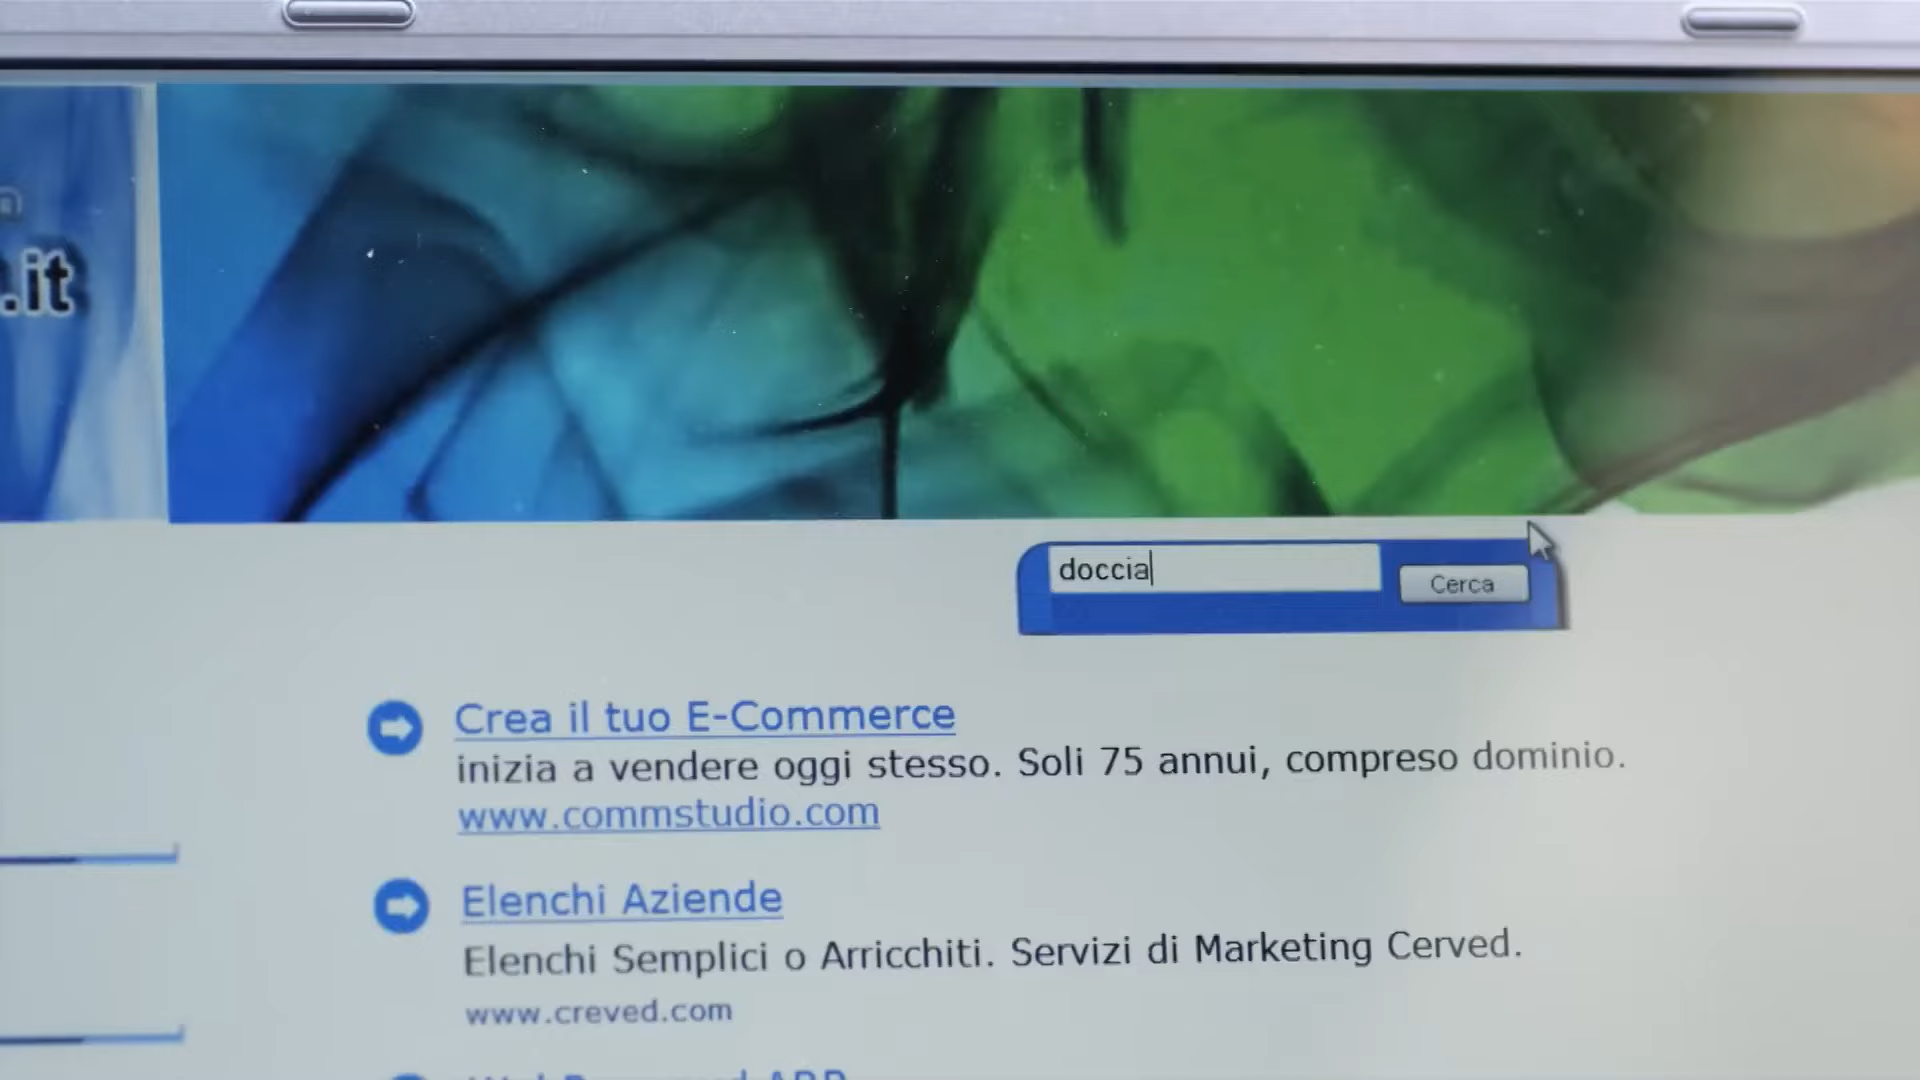 .it
doccia
Cerca
Crea il tuo E-Commerce
inizia a vendere oggi stesso. Soli 75 annui, compreso dominio.
www.commstudio.com
Elenchi Aziende
Elenchi Semplici o Arricchiti. Servizi di Marketing Cerved.
www.creved.com